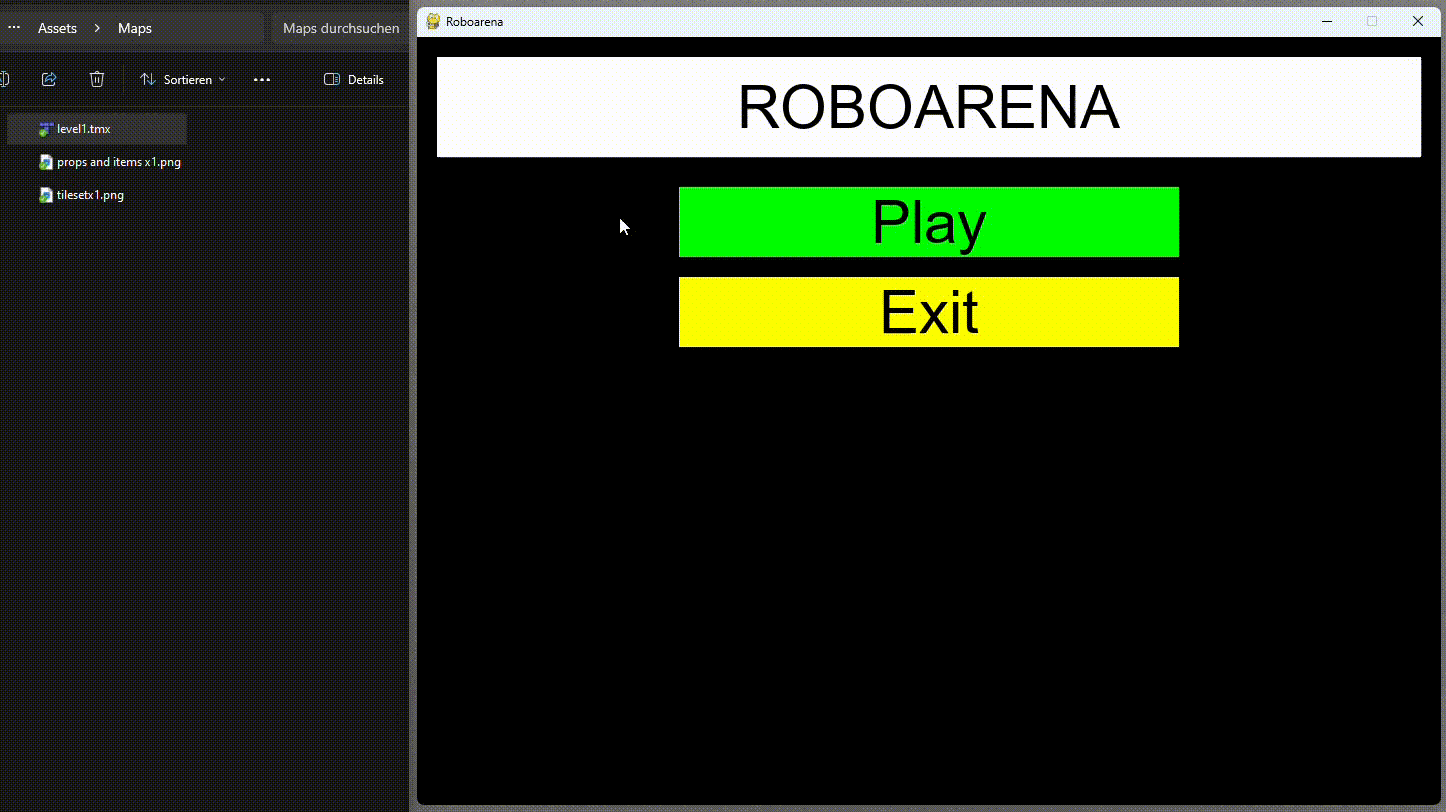 Assets > Maps
Maps durchsuchen
Sortieren
Details
level1.tmx
props and items x1.png
tilesetx1.png
Roboarena
ROBOARENA
Play
Exit